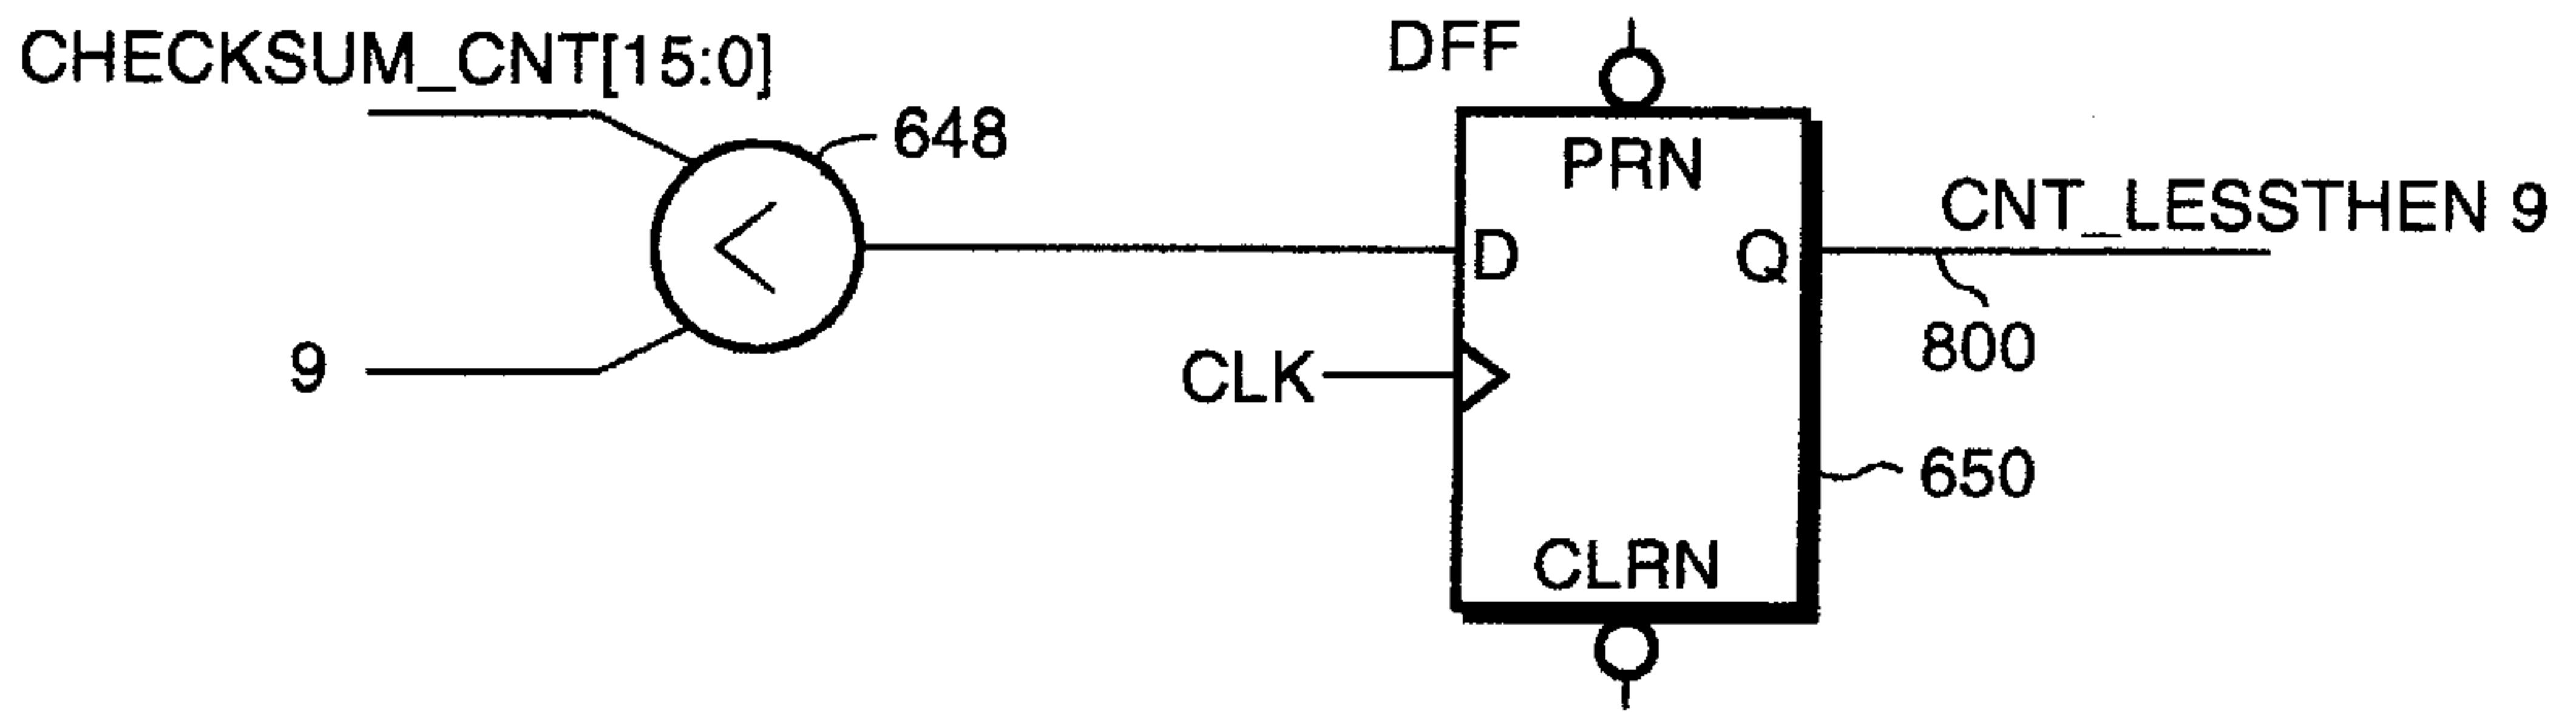 CHECKSUM_CNT[15:0]
648
9
DFF
PRN
D
Q
CLK
CLRN
CNT_LESSTHEN 9
800
650